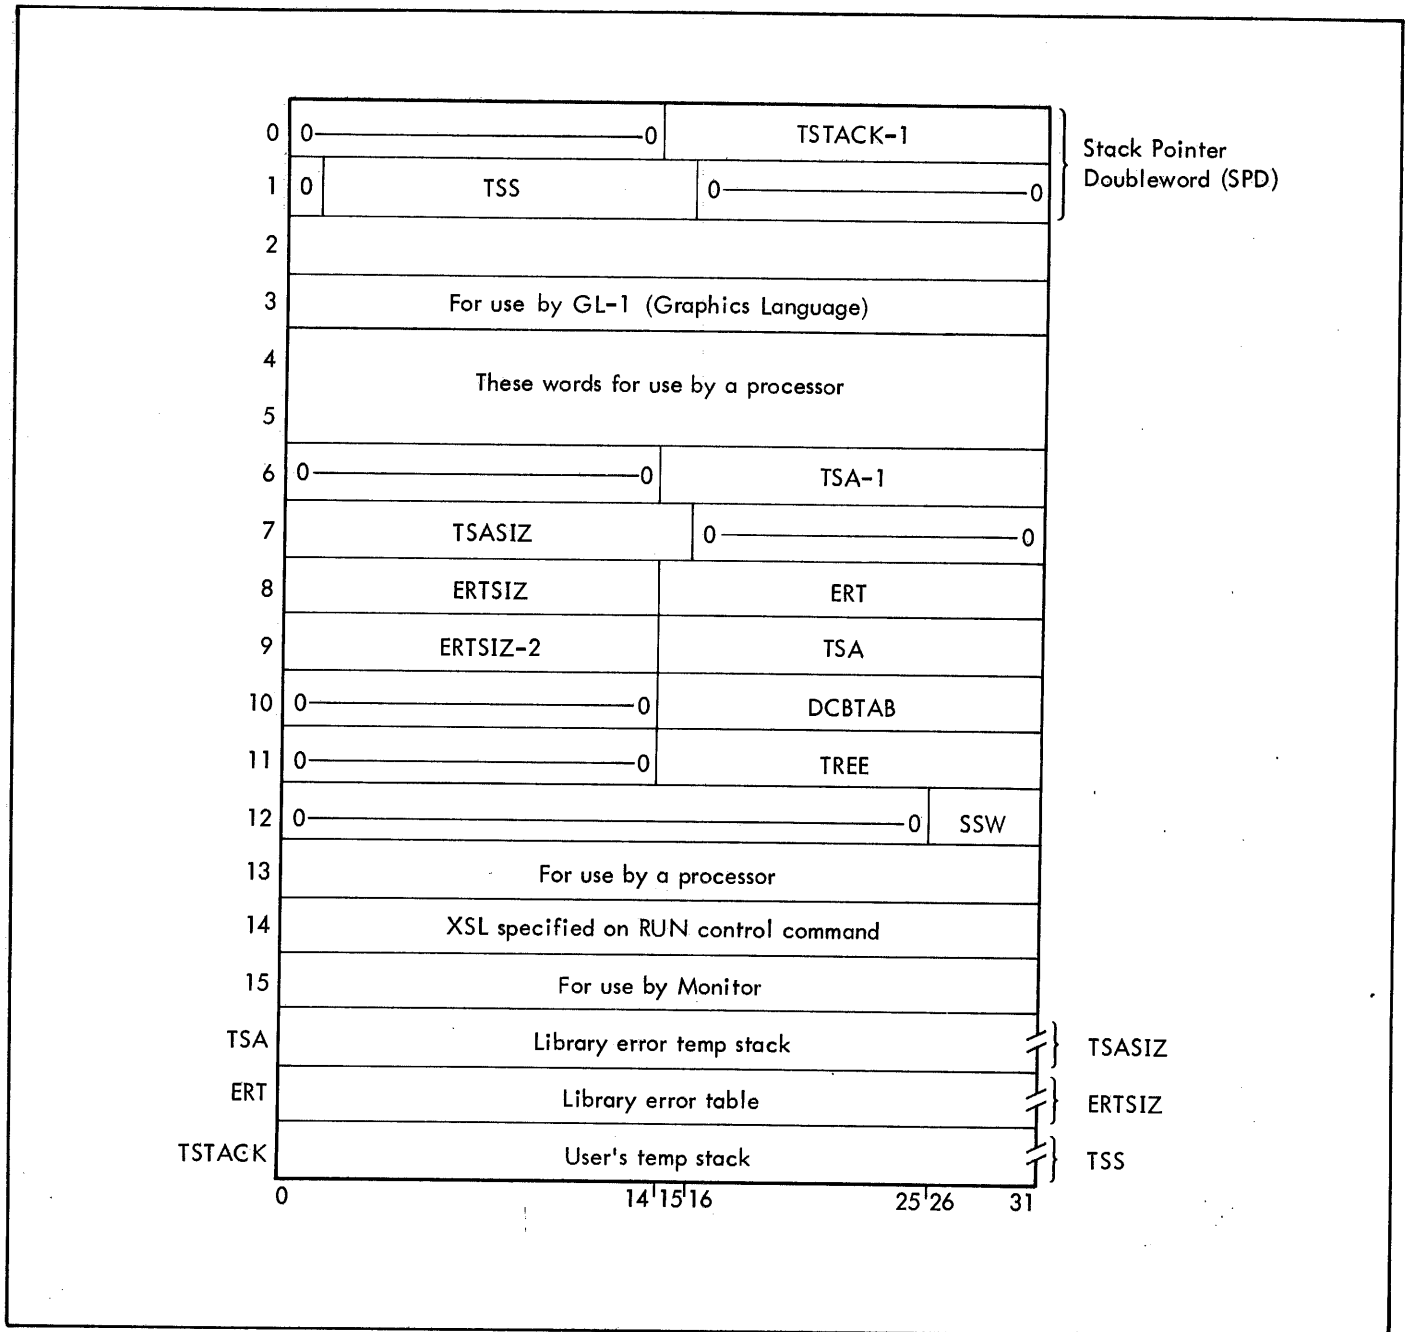 0 0 0 TSTACK-1
Stack Pointer
Doubleword (SPD)
1 0 TSS 0 0
2
3 For use by GL-1 (Graphics Language)
4
These words for use by a processor
5
6 0 0 TSA-1
7 TSASIZ 0 0
8 ERTSIZ ERT
9 ERTSIZ-2 TSA
10 0 0 DCBTAB
11 0 0 TREE
12 0 0 SSW
13 For use by a processor
14 XSL specified on RUN control command
15 For use by Monitor
TSA Library error temp stack TSASIZ
ERT Library error table ERTSIZ
TSTACK User's temp stack TSS
0 14 15 16 25 26 31